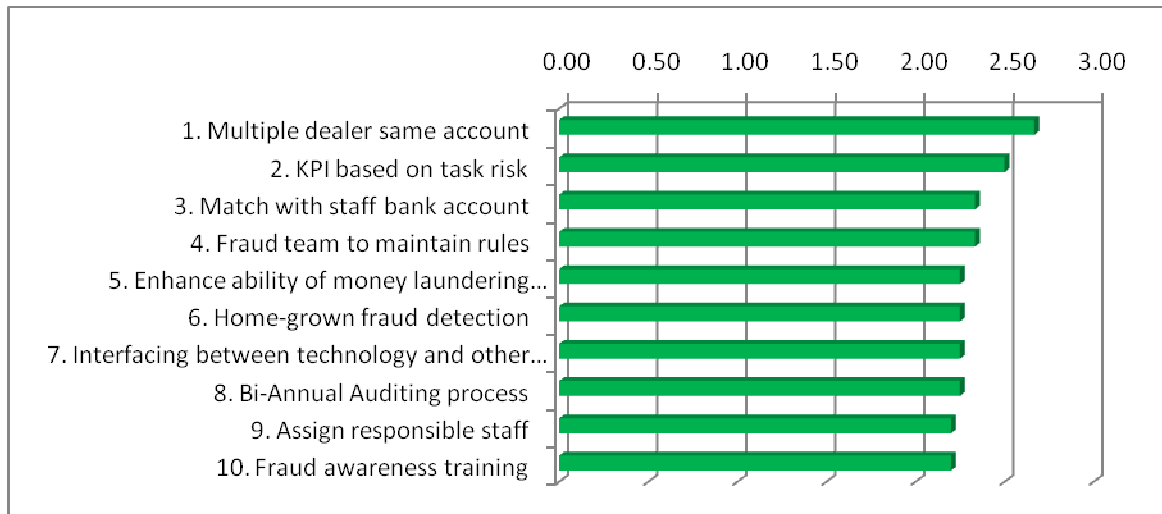 0.00 0.50 1.00 1.50 2.00 2.50 3.00
1. Multiple dealer same account
2. KPI based on task risk
3. Match with staff bank account
4. Fraud team to maintain rules
5. Enhance ability of money laundering...
6. Home-grown fraud detection
7. Interfacing between technology and other...
8. Bi-Annual Auditing process
9. Assign responsible staff
10. Fraud awareness training